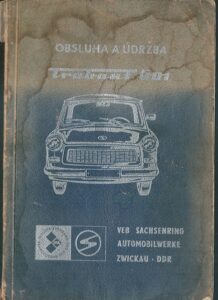 OBSLUHA A ÚDRŽBA
Trabant 601
VEB SACHSENRING
AUTOMOBILWERKE
ZWICKAU · DDR